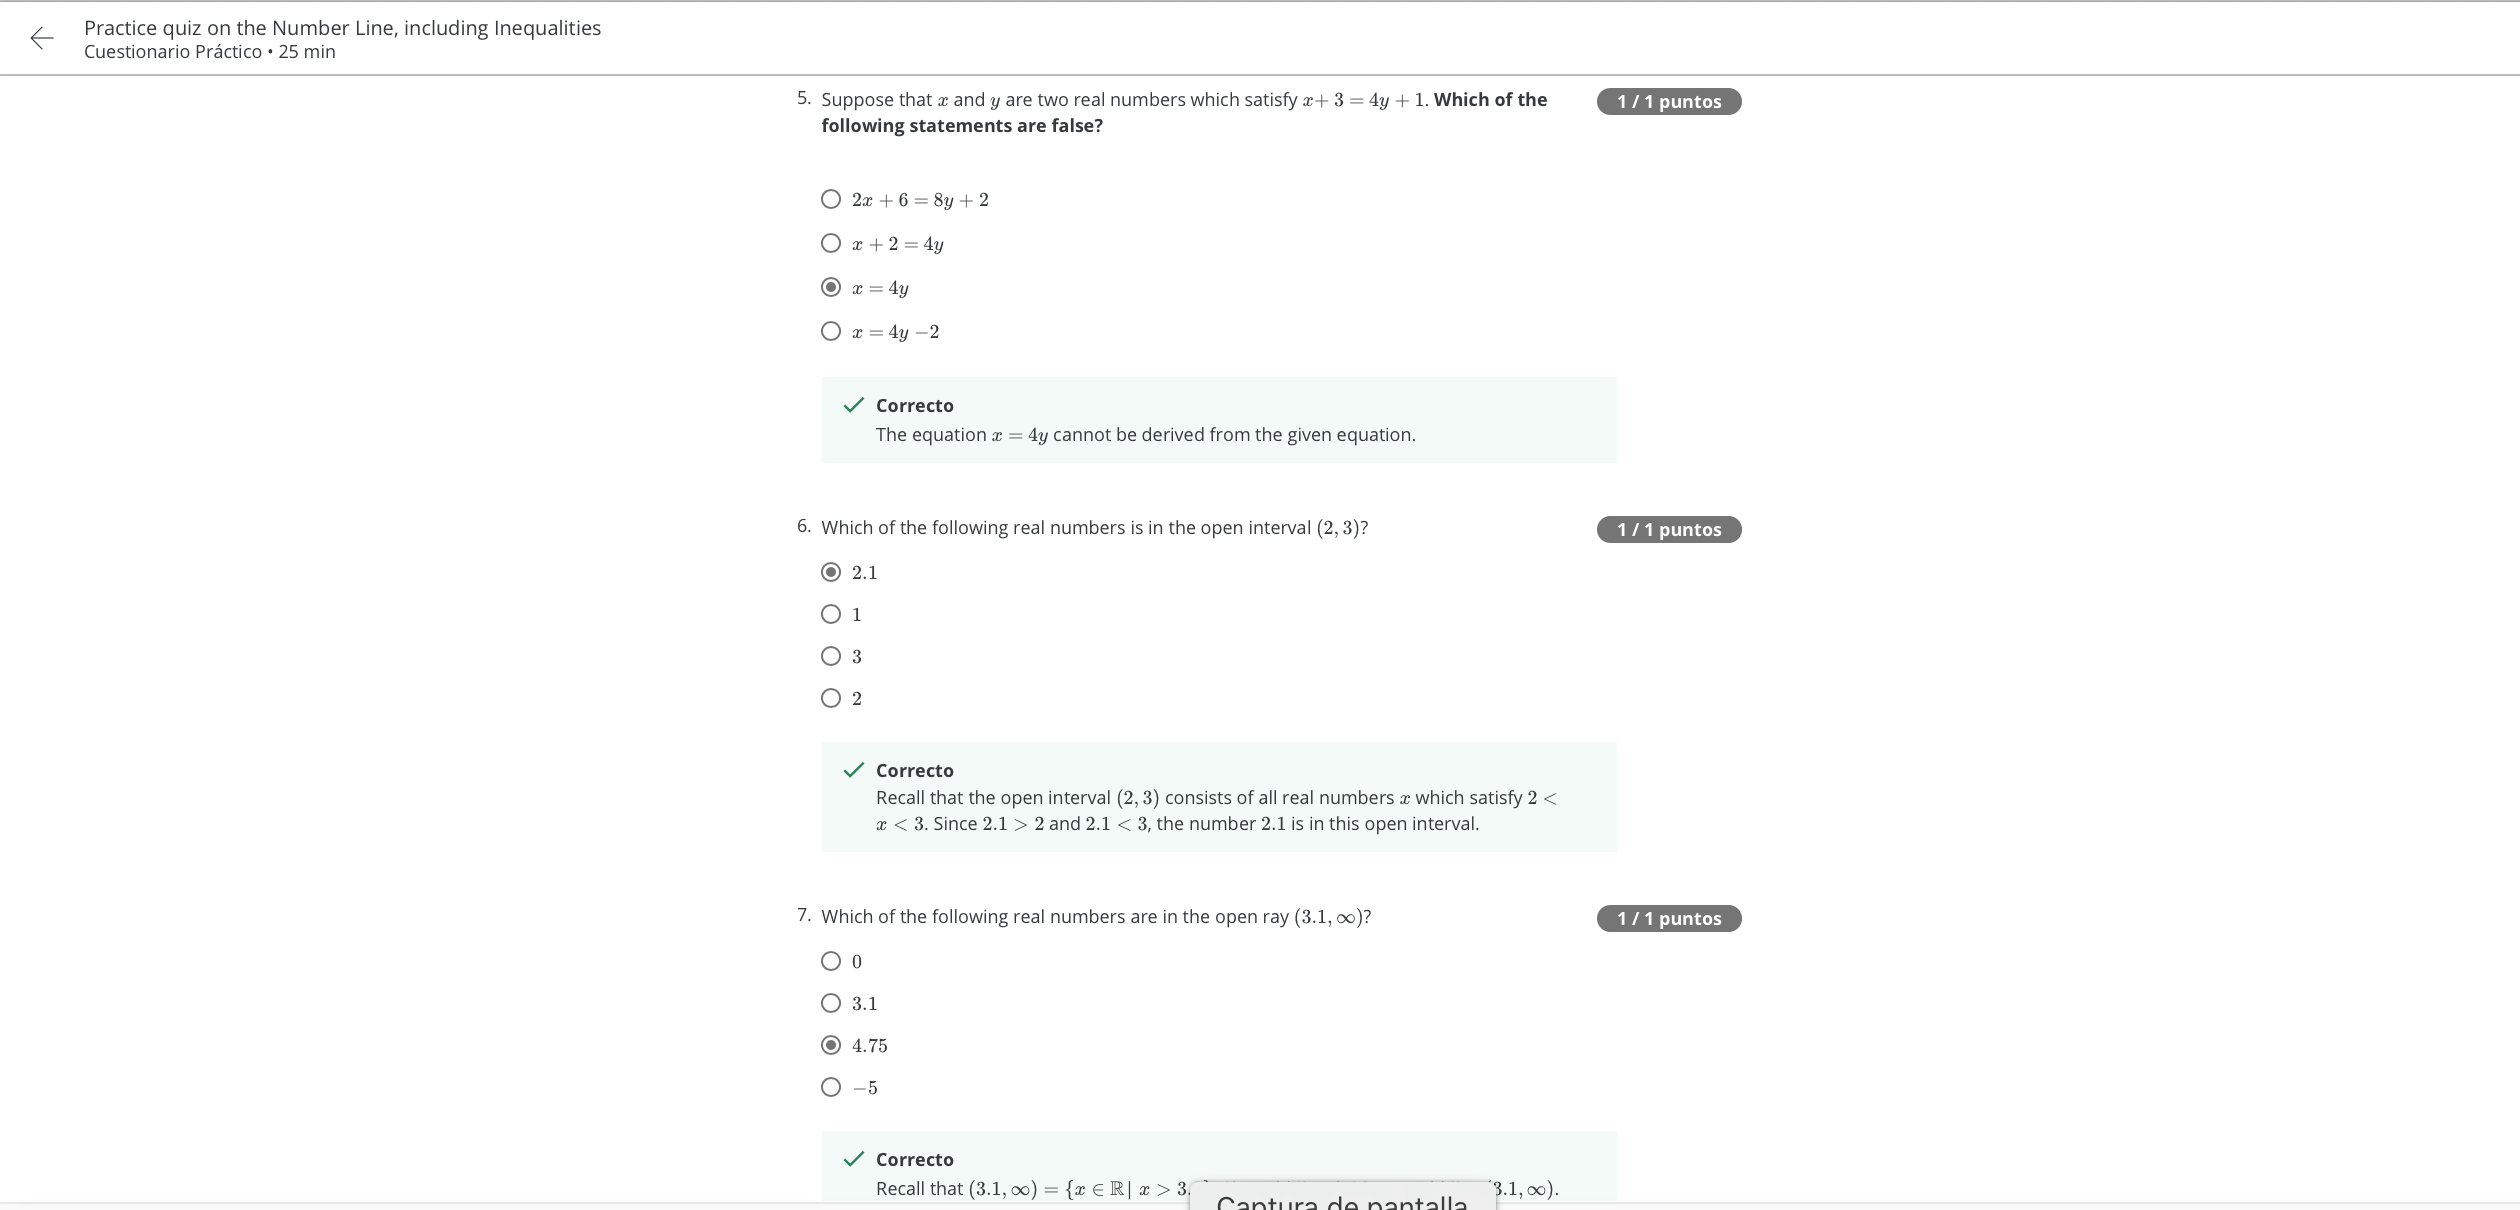 Practice quiz on the Number Line, including Inequalities
Cuestionario Práctico • 25 min
5. Suppose that x and y are two real numbers which satisfy x+ 3 = 4y + 1. Which of the
following statements are false?
1 / 1 puntos
2x + 6 = 8y + 2
x + 2 = 4y
x = 4y
x = 4y −2
Correcto
The equation x = 4y cannot be derived from the given equation.
6. Which of the following real numbers is in the open interval (2, 3)?
1 / 1 puntos
2.1
1
3
2
Correcto
Recall that the open interval (2, 3) consists of all real numbers x which satisfy 2 <
x < 3. Since 2.1 > 2 and 2.1 < 3, the number 2.1 is in this open interval.
7. Which of the following real numbers are in the open ray (3.1, ∞)?
1 / 1 puntos
0
3.1
4.75
−5
Correcto
Recall that (3.1, ∞) = {x ∈ ℝ| x > 3. 3.1, ∞).
Captura de pantalla